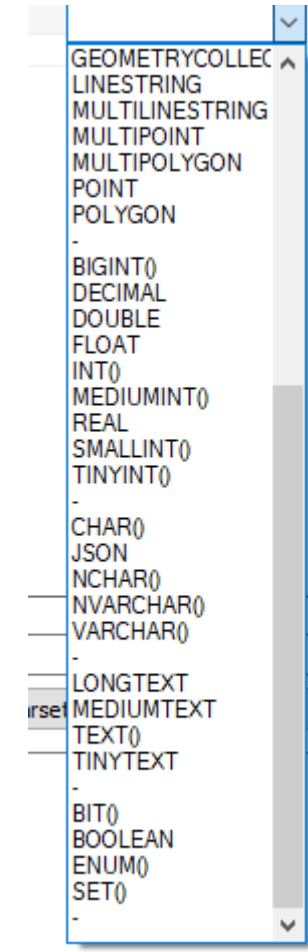 GEOMETRYCOLLEC
LINESTRING
MULTILINESTRING
MULTIPOINT
MULTIPOLYGON
POINT
POLYGON
-
BIGINT()
DECIMAL
DOUBLE
FLOAT
INT()
MEDIUMINT()
REAL
SMALLINT()
TINYINT()
-
CHAR()
JSON
NCHAR()
NVARCHAR()
VARCHAR()
-
LONGTEXT
arset MEDIUMTEXT
TEXT()
TINYTEXT
-
BIT()
BOOLEAN
ENUM()
SET()
-